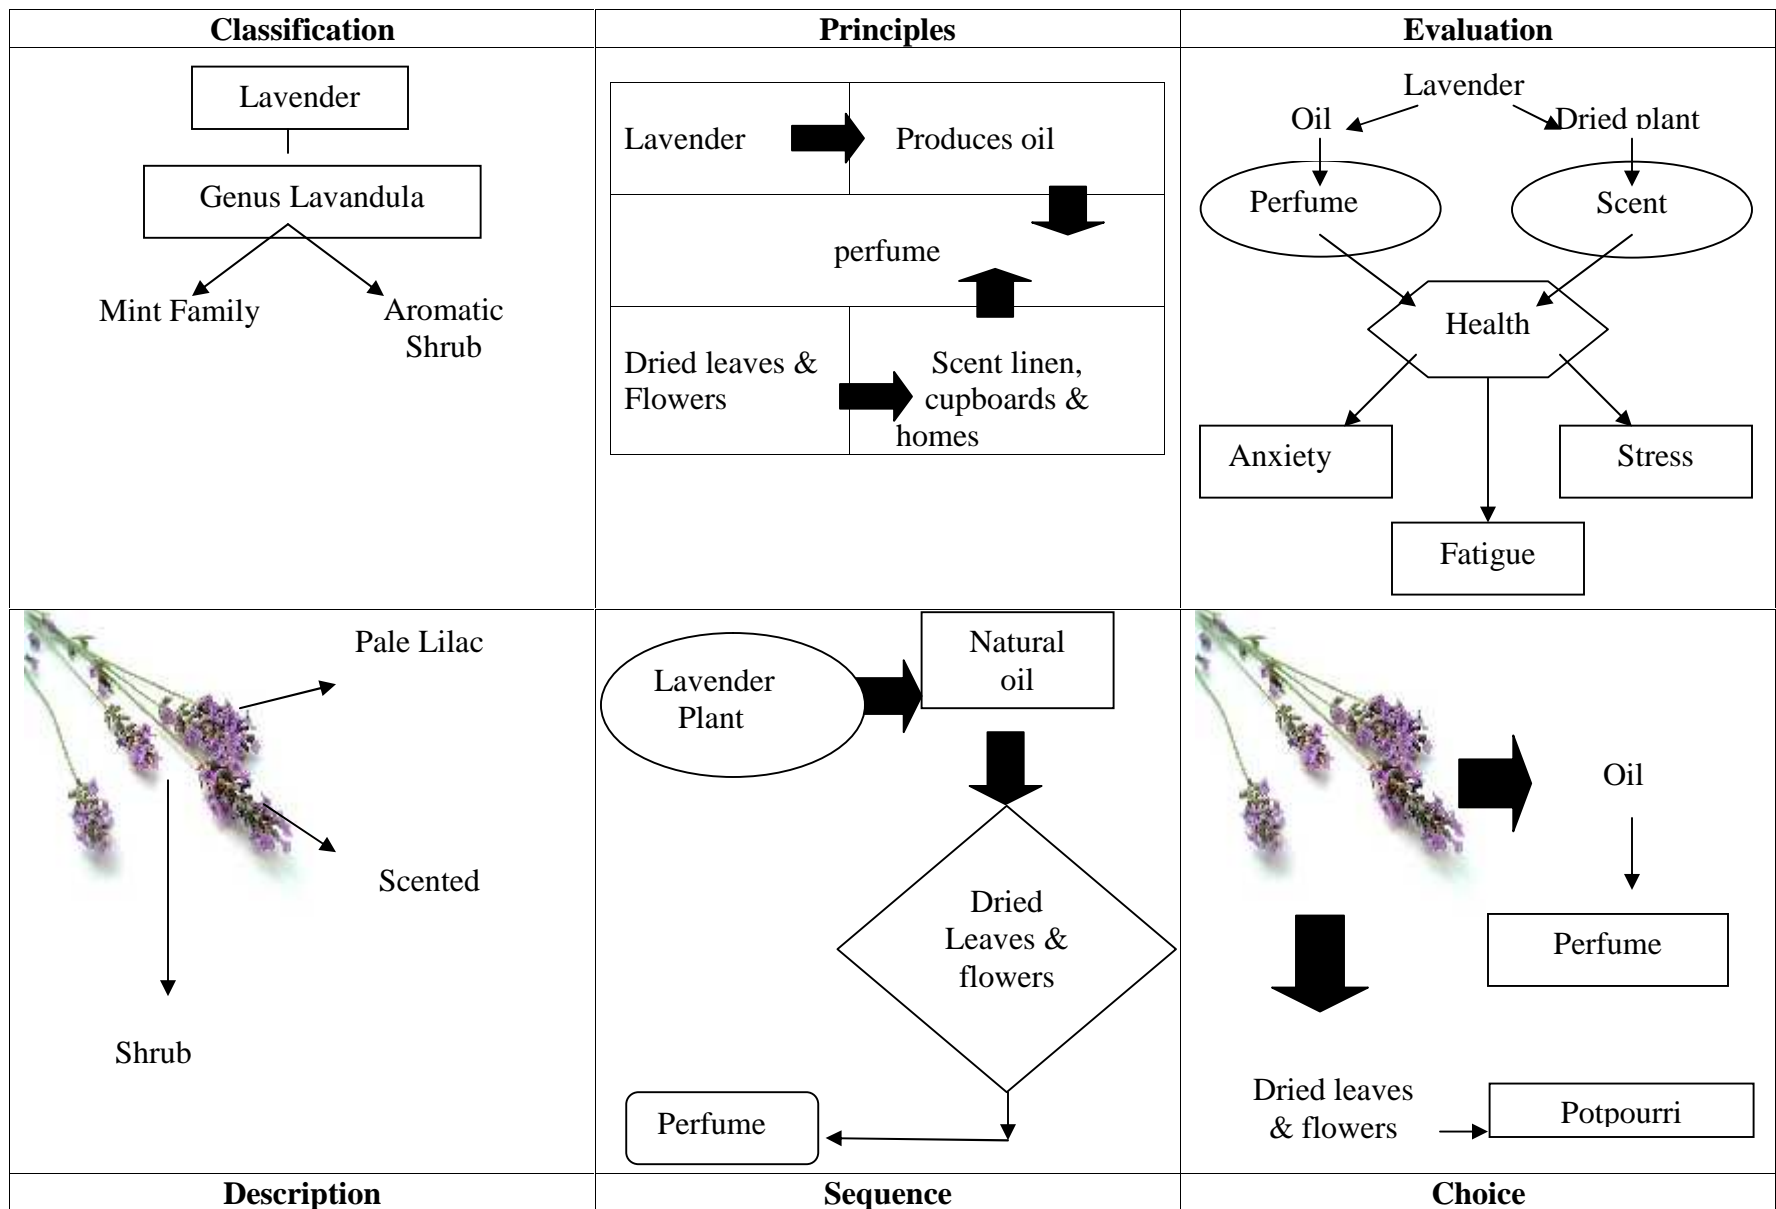 Classification
Lavender
Genus Lavandula
Mint Family
Aromatic
Shrub
Principles
Lavender
Produces oil
perfume
Dried leaves &
Flowers
Scent linen,
cupboards &
homes
Evaluation
Lavender
Oil
Dried plant
Perfume
Scent
Health
Anxiety
Stress
Fatigue
Pale Lilac
Scented
Shrub
Description
Lavender
Plant
Natural
oil
Dried
Leaves &
flowers
Perfume
Sequence
Oil
Perfume
Dried leaves
& flowers
Potpourri
Choice